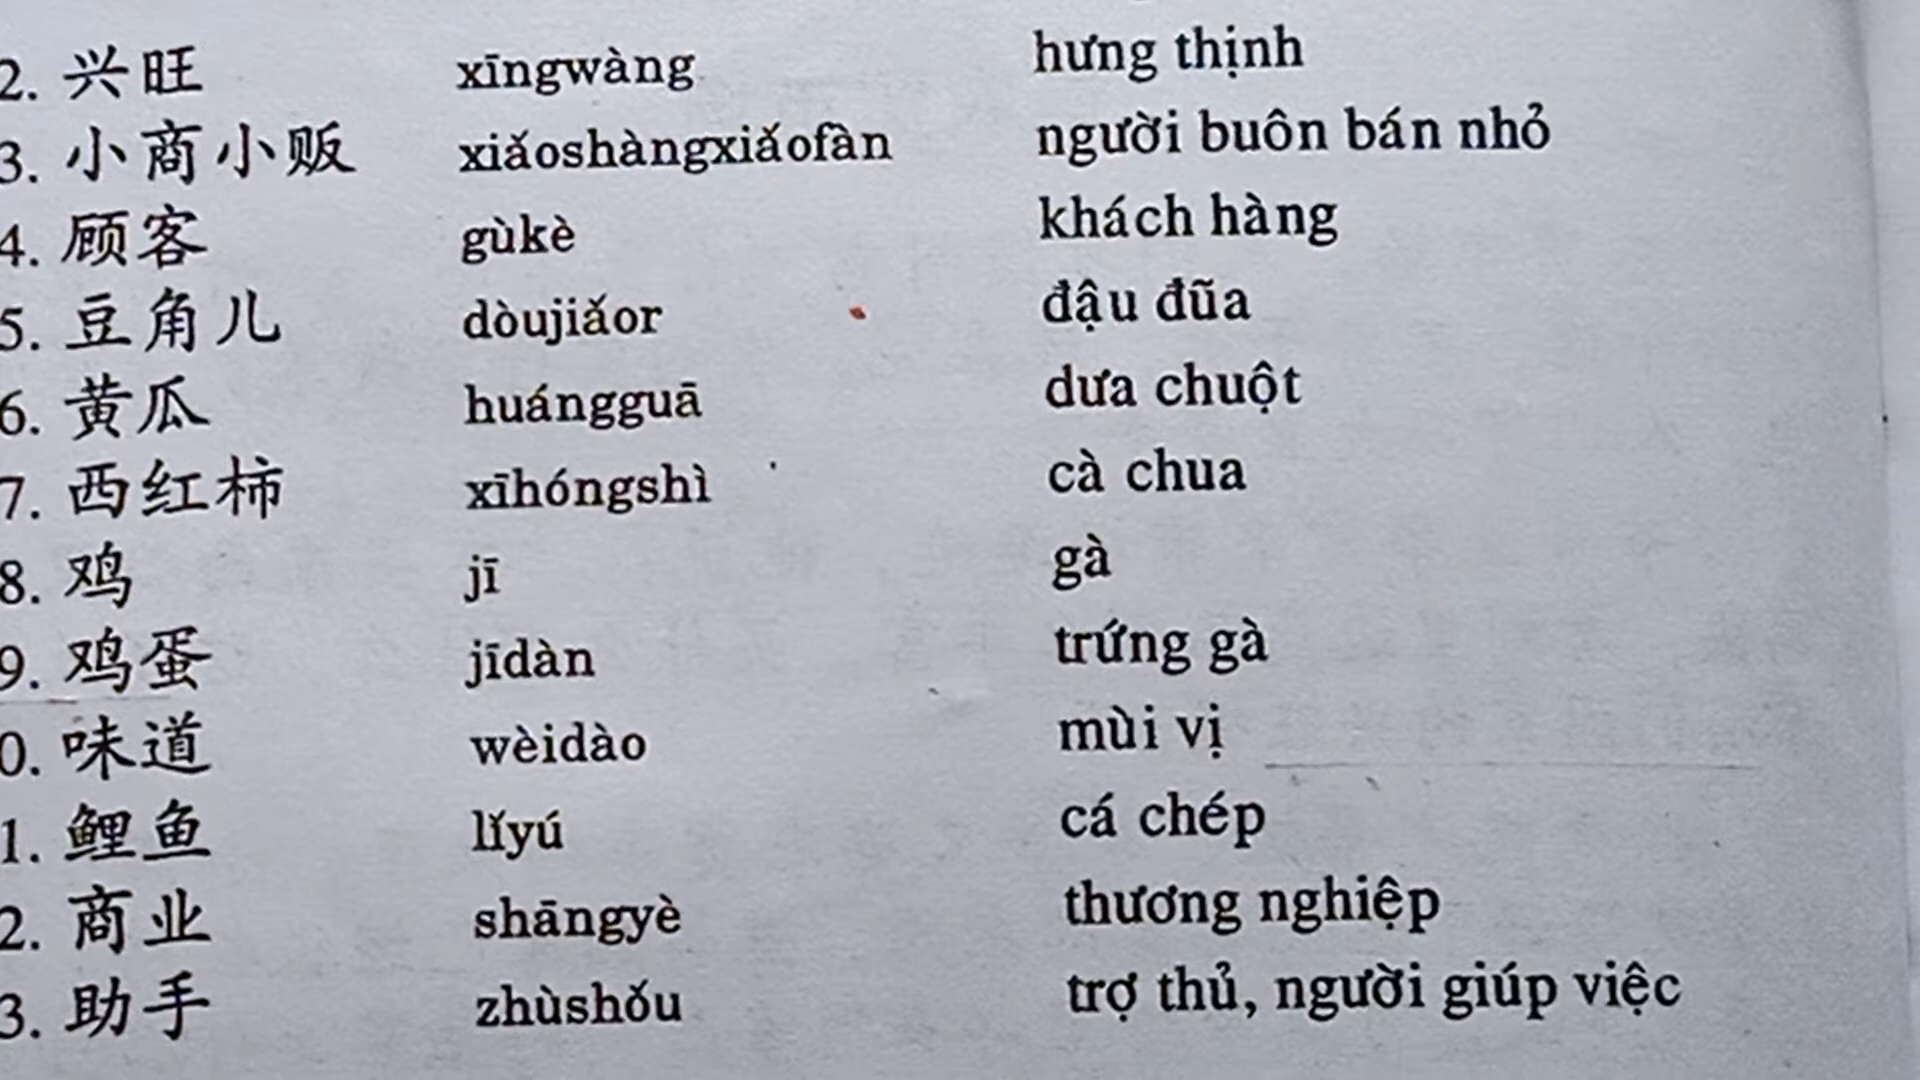 2. 兴旺 xīngwàng hưng thịnh
3. 小商小贩 xiǎoshàngxiǎofàn người buôn bán nhỏ
4. 顾客 gùkè khách hàng
5. 豆角儿 dòujiǎor đậu đũa
6. 黄瓜 huángguā dưa chuột
7. 西红柿 xīhóngshì cà chua
8. 鸡 jī gà
9. 鸡蛋 jīdàn trứng gà
0. 味道 wèidào mùi vị
1. 鲤鱼 lǐyú cá chép
2. 商业 shāngyè thương nghiệp
3. 助手 zhùshǒu trợ thủ, người giúp việc